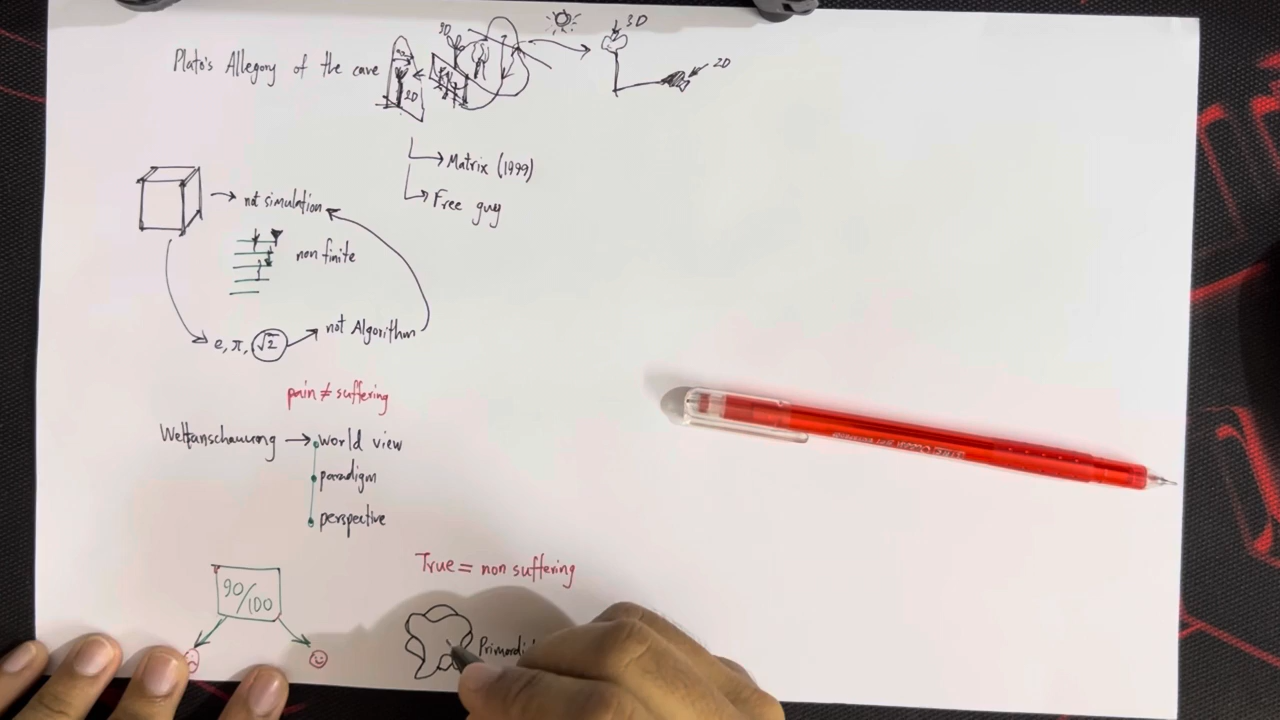 Plato's Allegory of the cave
3D
2D
3D
2D
Matrix (1999)
Free guy
not simulation
non finite
e, π, √2
not Algorithm
pain ≠ suffering
Weltanschauung
world view
paradigm
perspective
True = non suffering
90/100